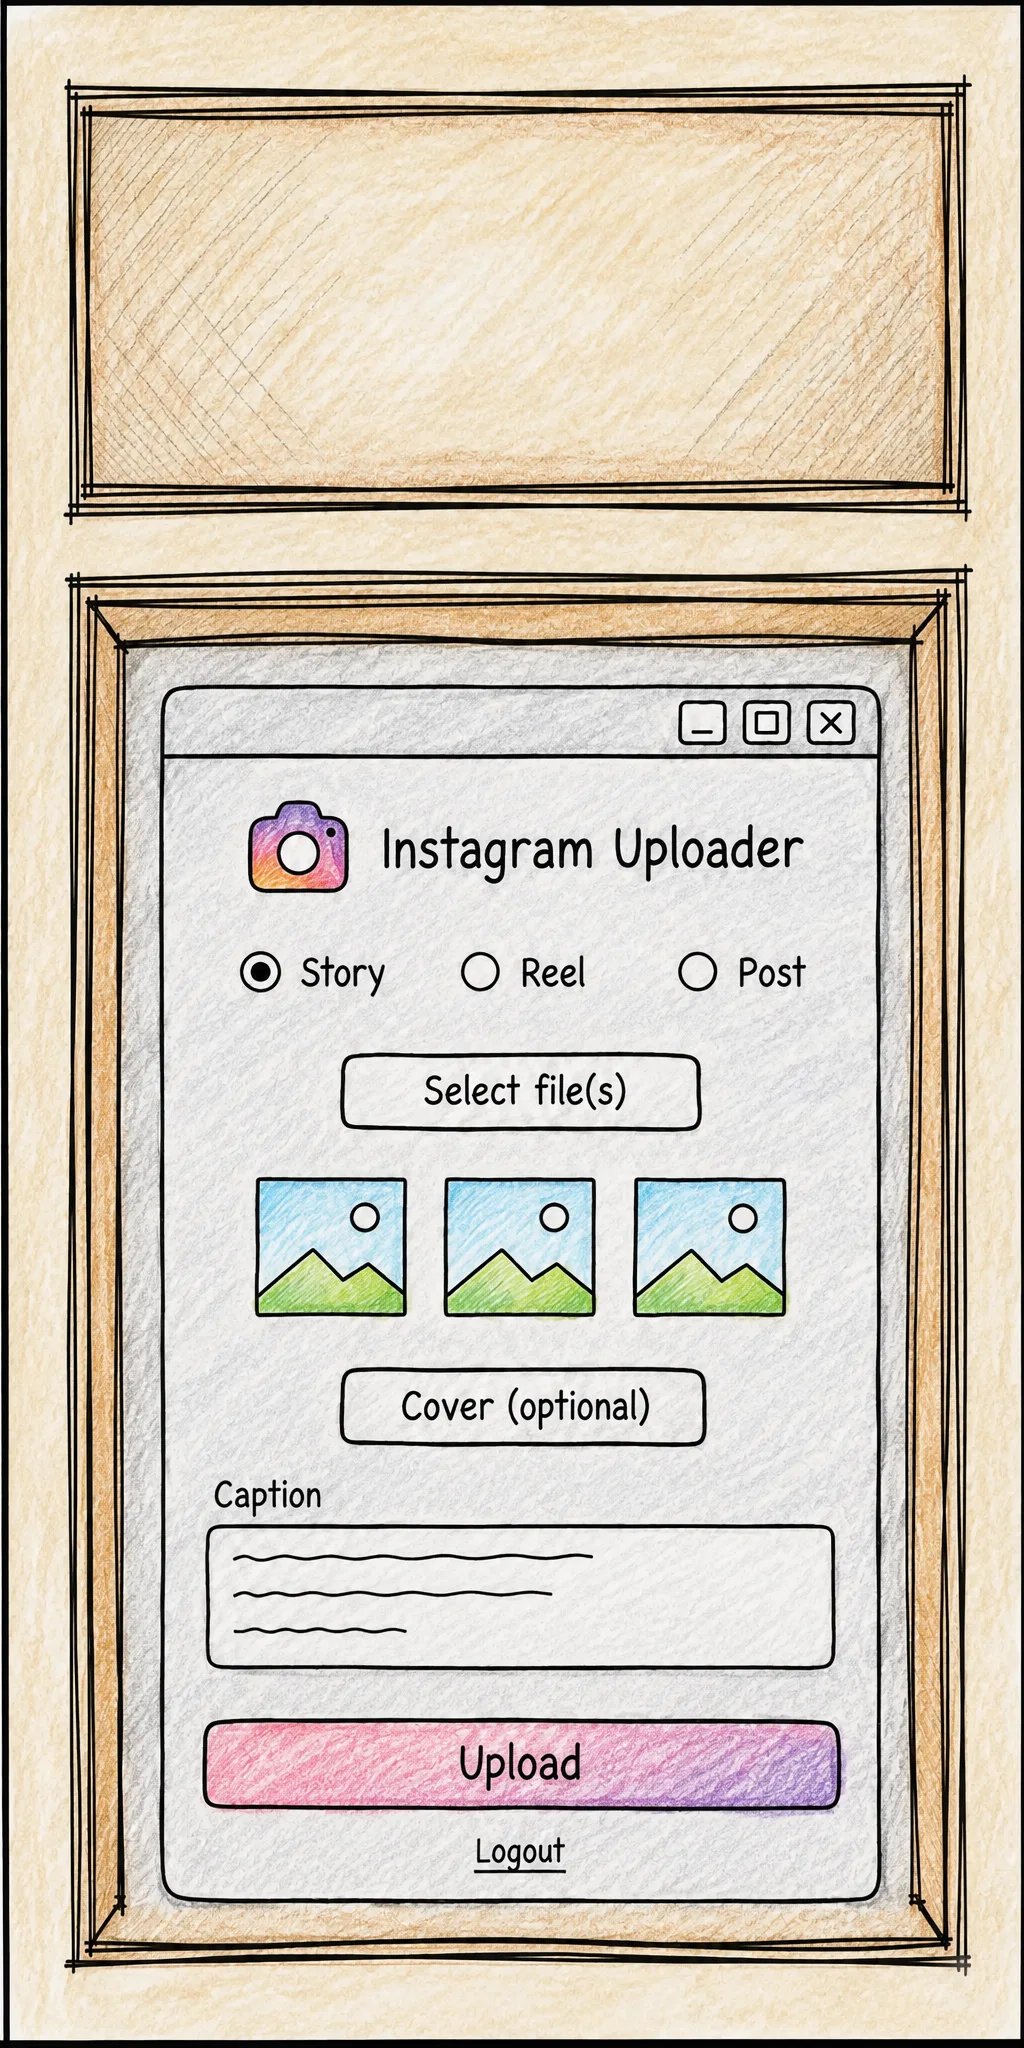 Instagram Uploader
Story Reel Post
Select file(s)
Cover (optional)
Caption
Upload
Logout